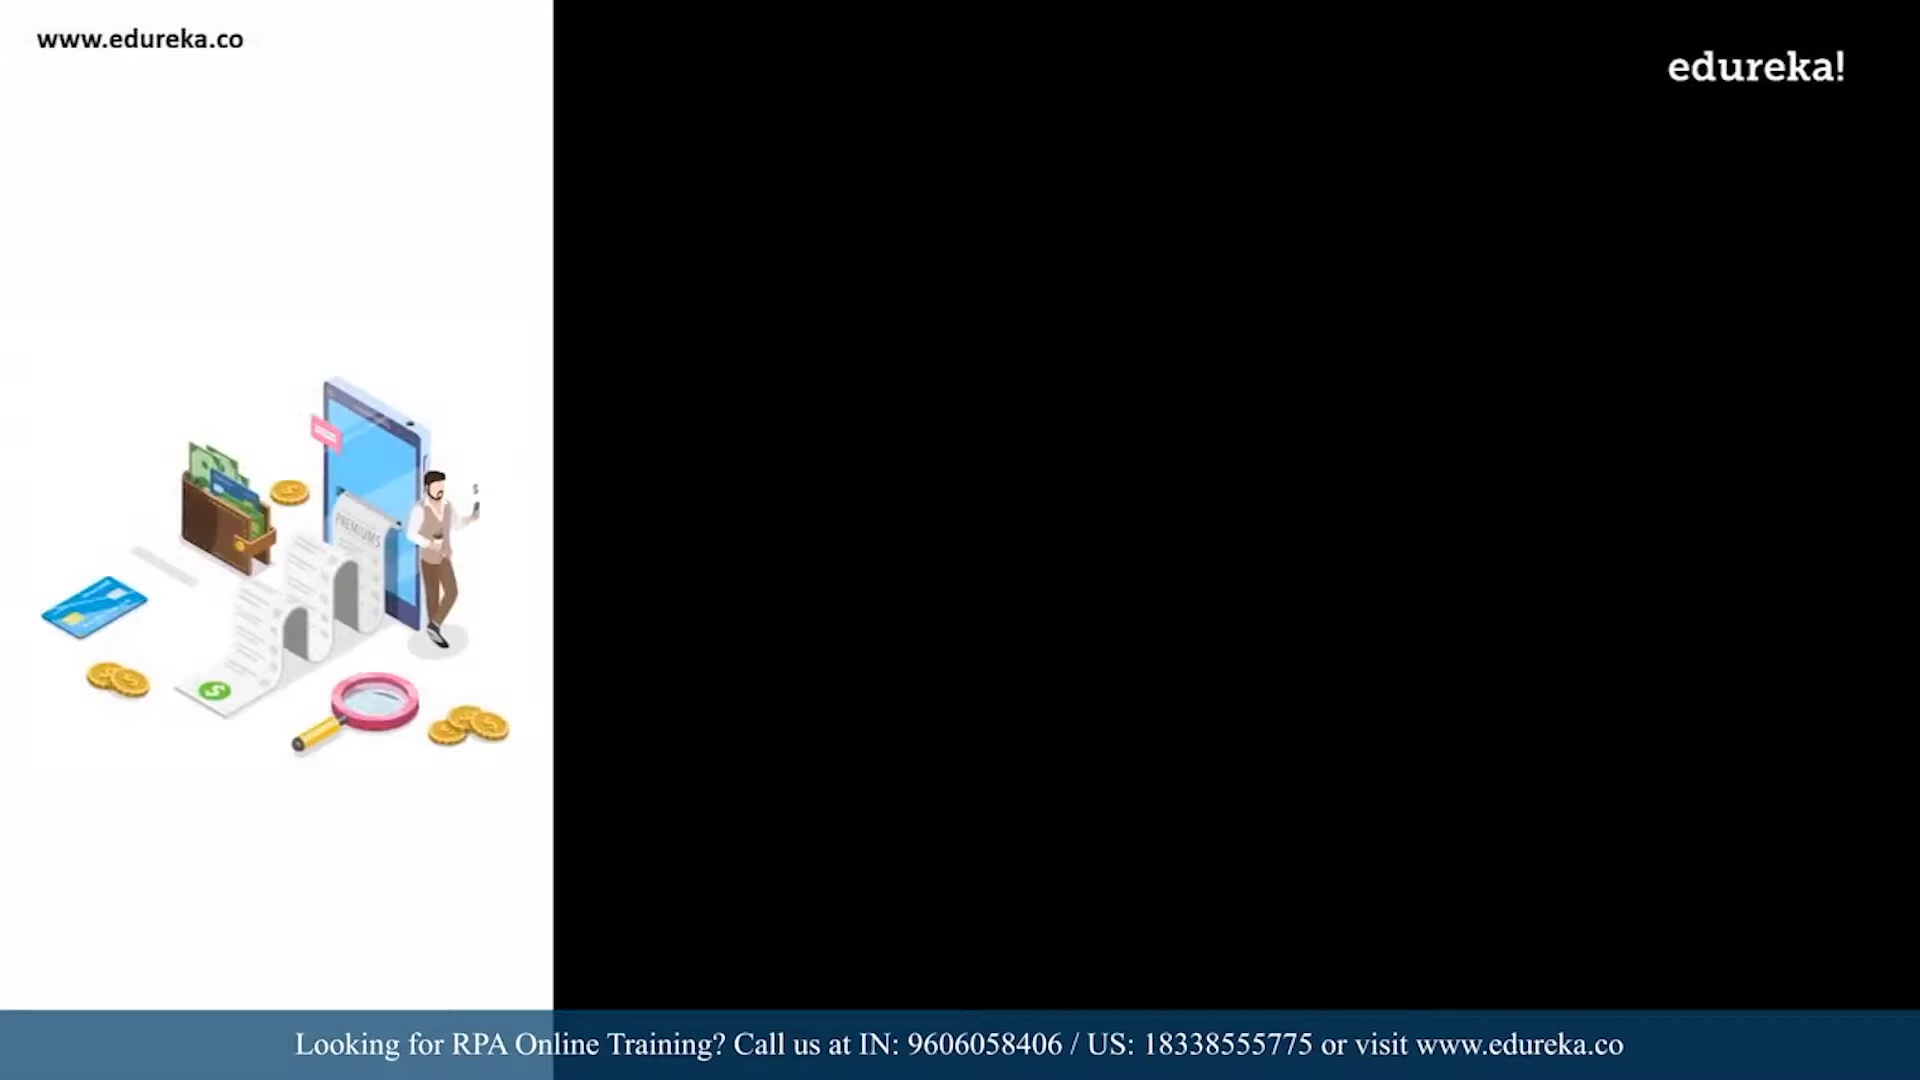 www.edureka.co
edureka!
PREMIUMS
Looking for RPA Online Training? Call us at IN: 9606058406 / US: 18338555775 or visit www.edureka.co